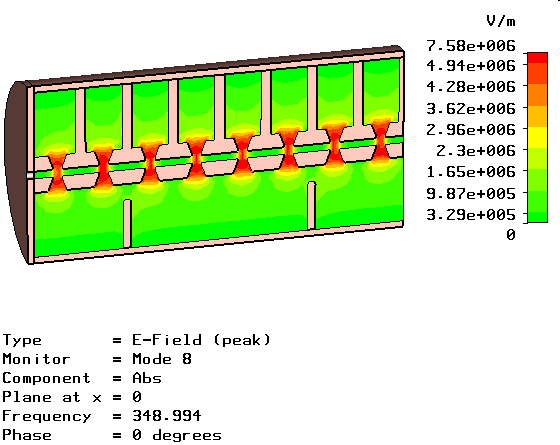 V/m
7.58e+006
4.94e+006
4.28e+006
3.62e+006
2.96e+006
2.3e+006
1.65e+006
9.87e+005
3.29e+005
0
Type = E-Field (peak)
Monitor = Mode 8
Component = Abs
Plane at x = 0
Frequency = 348.994
Phase = 0 degrees